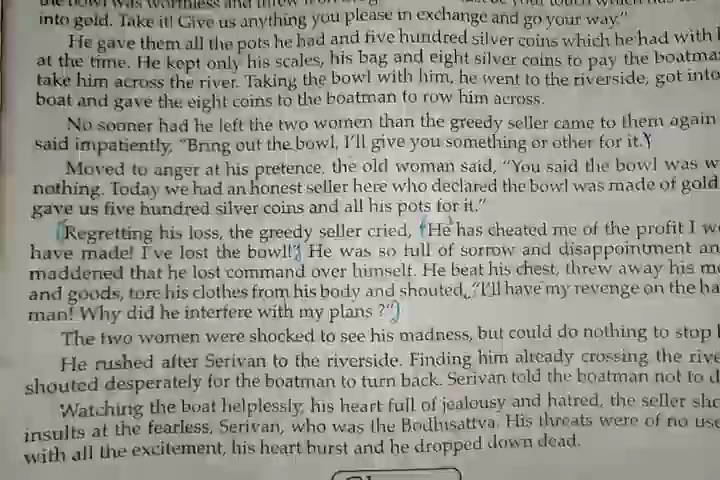 into gold. Take it! Give us anything you please in exchange and go your way."
He gave them all the pots he had and five hundred silver coins which he had with
at the time. He kept only his scales, his bag and eight silver coins to pay the boatma
take him across the river. Taking the bowl with him, he went to the riverside, got into
boat and gave the eight coins to the boatman to row him across.
No sooner had he left the two women than the greedy seller came to them again
said impatiently, "Bring out the bowl, I'll give you something or other for it."
Moved to anger at his pretence, the old woman said, "You said the bowl was w
nothing. Today we had an honest seller here who declared the bowl was made of gold
gave us five hundred silver coins and all his pots for it."
Regretting his loss, the greedy seller cried, "He has cheated me of the profit I w
have made! I've lost the bowl!" He was so full of sorrow and disappointment an
maddened that he lost command over himself. He beat his chest, threw away his m
and goods, tore his clothes from his body and shouted, "I'll have my revenge on the ha
man! Why did he interfere with my plans ?"
The two women were shocked to see his madness, but could do nothing to stop
He rushed after Serivan to the riverside. Finding him already crossing the rive
shouted desperately for the boatman to turn back. Serivan told the boatman not to d
Watching the boat helplessly, his heart full of jealousy and hatred, the seller sho
insults at the fearless, Serivan, who was the Bodhisattva. His threats were of no use
with all the excitement, his heart burst and he dropped down dead.